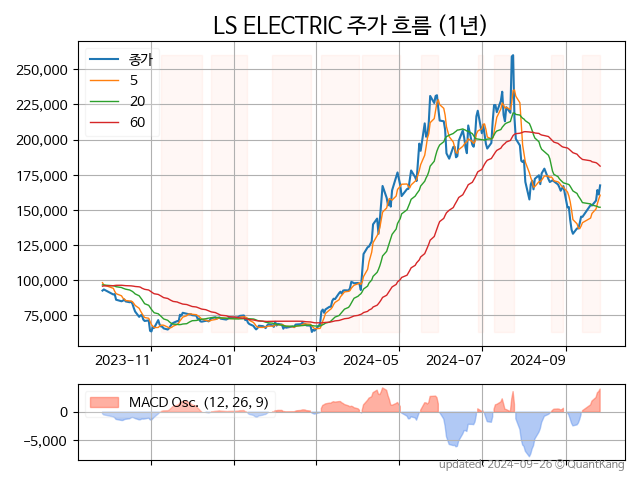 LS ELECTRIC 주가 흐름 (1년)
종가
5
20
60
250,000
225,000
200,000
175,000
150,000
125,000
100,000
75,000
2023-11 2024-01 2024-03 2024-05 2024-07 2024-09
MACD Osc. (12, 26, 9)
0
-5,000
updated 2024-09-26 © QuantKang